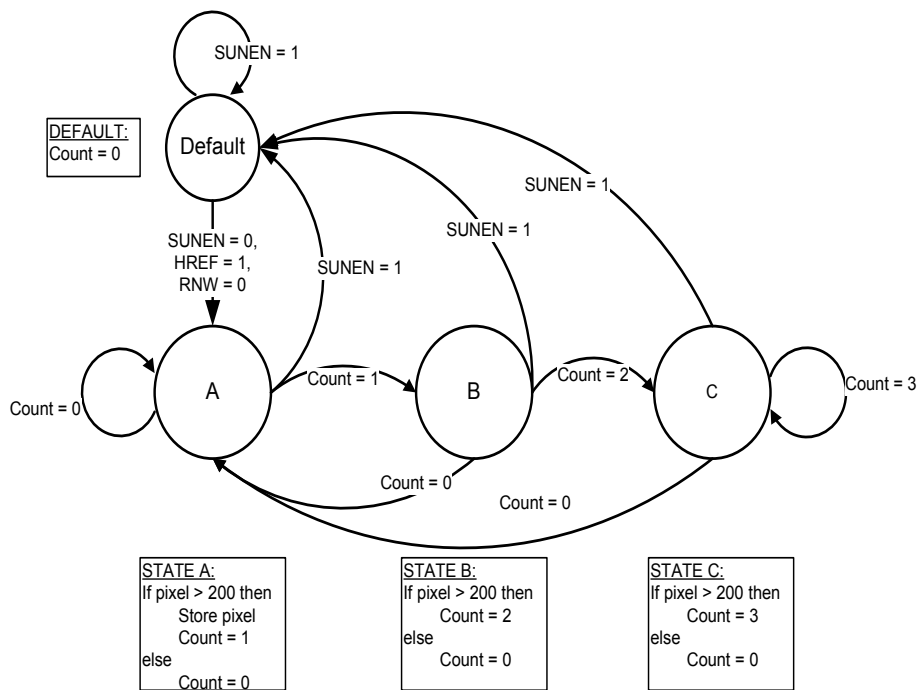 SUNEN = 1
DEFAULT:
Count = 0
Default
SUNEN = 1
SUNEN = 0,
HREF = 1,
RNW = 0
SUNEN = 1
SUNEN = 1
A
Count = 1
B
Count = 2
C
Count = 3
Count = 0
Count = 0
Count = 0
STATE A:
If pixel > 200 then
Store pixel
Count = 1
else
Count = 0
STATE B:
If pixel > 200 then
Count = 2
else
Count = 0
STATE C:
If pixel > 200 then
Count = 3
else
Count = 0